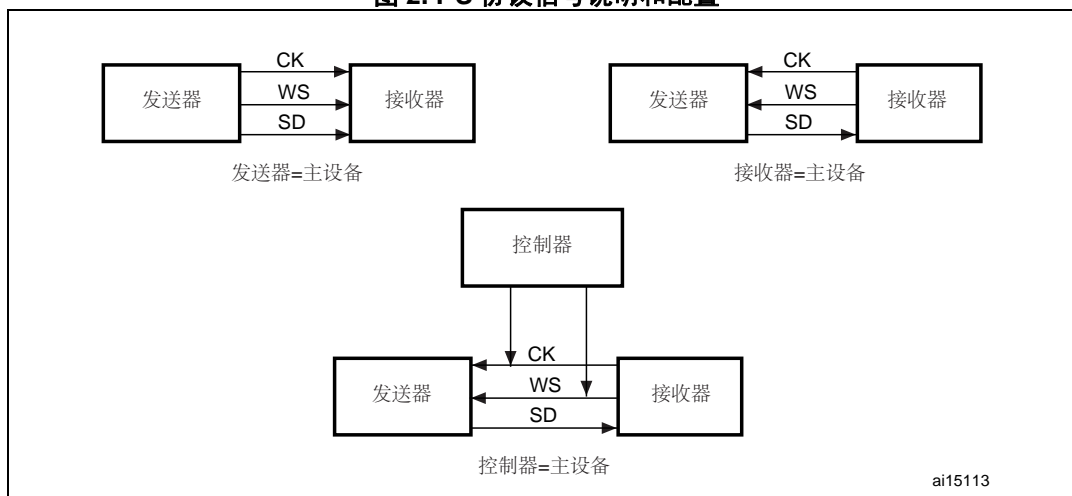 CK
WS
SD
发送器
接收器
发送器=主设备
CK
WS
SD
发送器
接收器
接收器=主设备
控制器
CK
WS
SD
发送器
接收器
控制器=主设备
ai15113